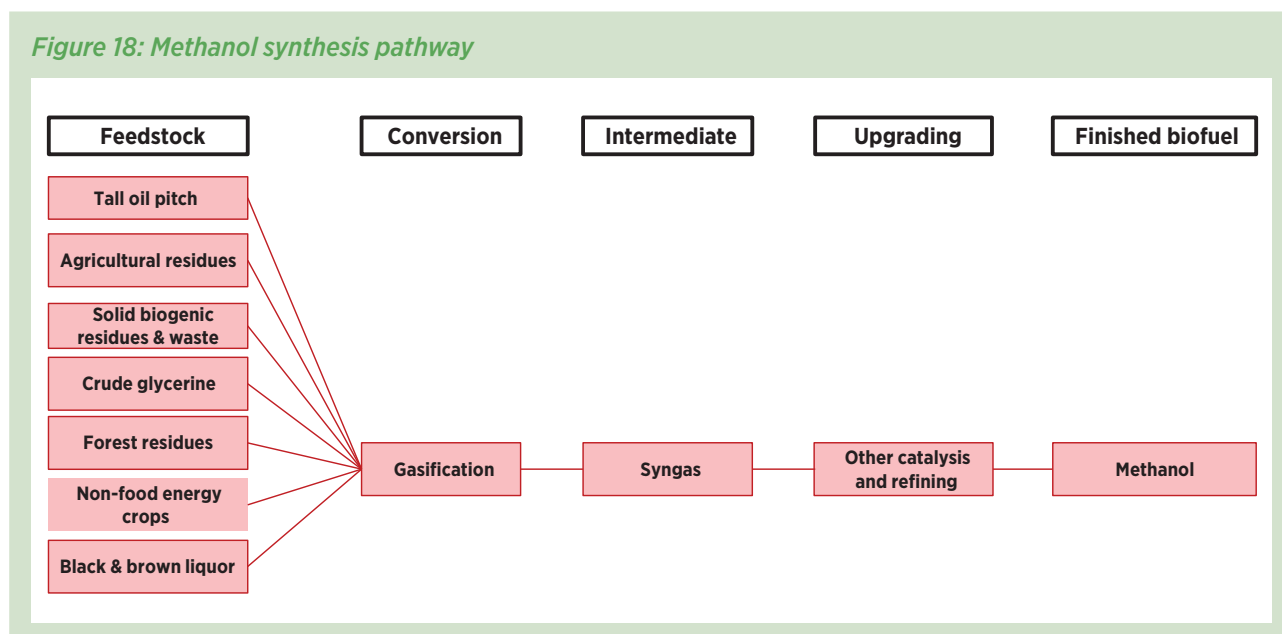 Figure 18: Methanol synthesis pathway
Feedstock
Conversion
Intermediate
Upgrading
Finished biofuel
Tall oil pitch
Agricultural residues
Solid biogenic
residues & waste
Crude glycerine
Forest residues
Non-food energy
crops
Black & brown liquor
Gasification
Syngas
Other catalysis
and refining
Methanol